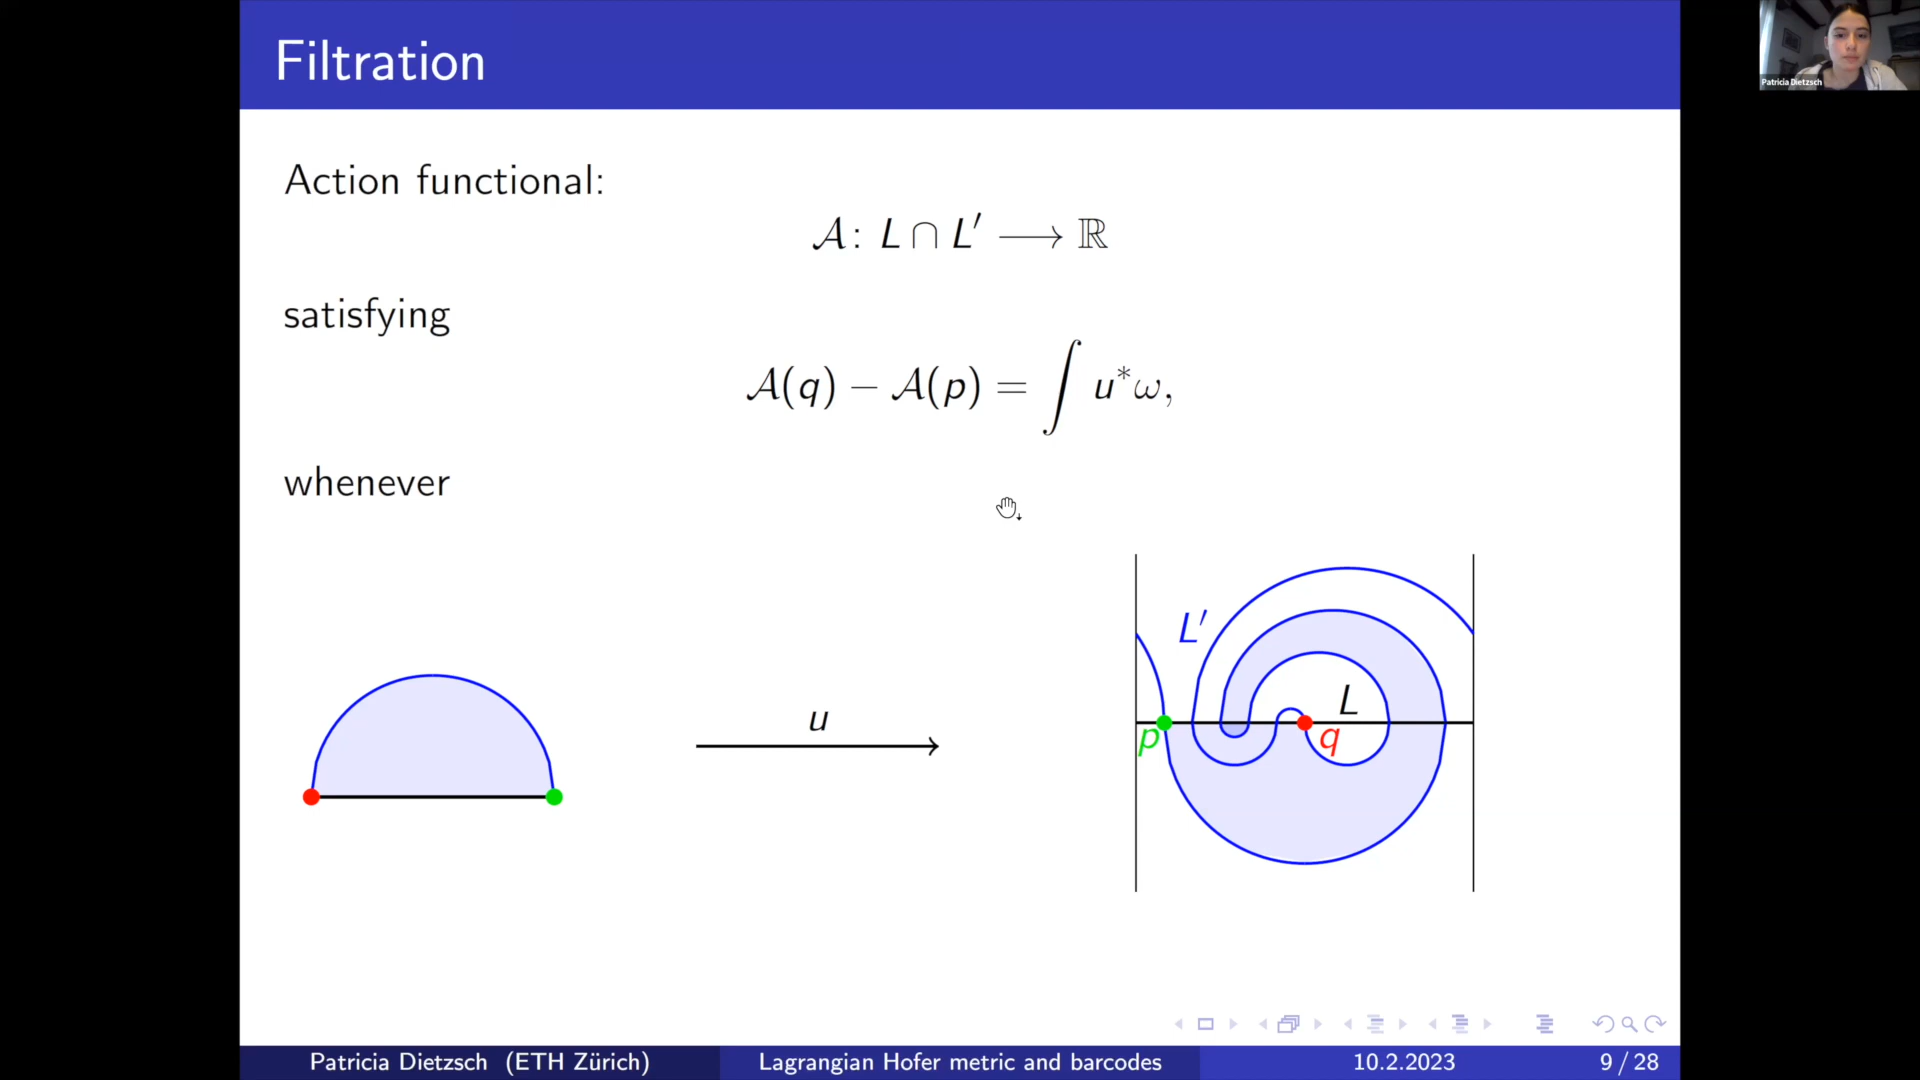 Filtration
Patricia Dietzsch
Action functional:
𝒜: L ∩ L′ ⟶ ℝ
satisfying
𝒜(q) − 𝒜(p) = ∫ u*ω,
whenever
L′
u
L
p
q
Patricia Dietzsch (ETH Zürich)
Lagrangian Hofer metric and barcodes
10.2.2023
9 / 28